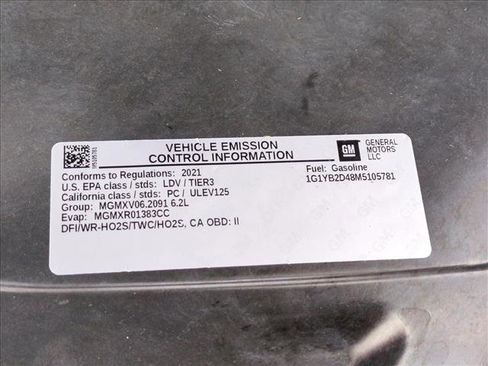 VEHICLE EMISSION
CONTROL INFORMATION
GM
GENERAL
MOTORS
LLC
M5105781
Conforms to Regulations: 2021
Fuel: Gasoline
U.S. EPA class / stds: LDV / TIER3
1G1YB2D48M5105781
California class / stds: PC / ULEV125
Group: MGMXV06.2091 6.2L
Evap: MGMXR01383CC
DFI/WR-HO2S/TWC/HO2S, CA OBD: II